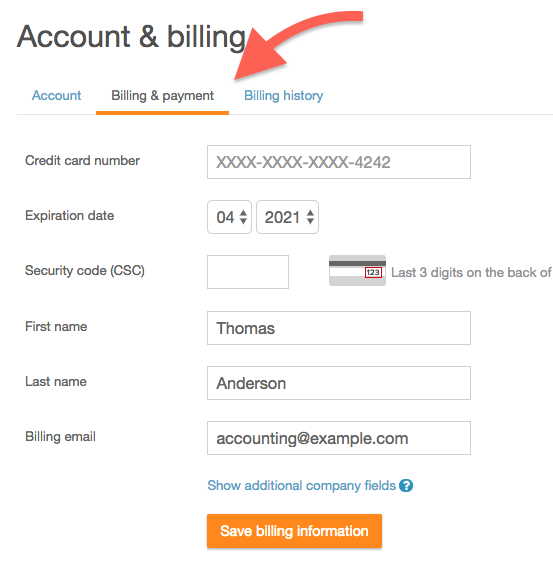 Account & billing
Account Billing & payment Billing history
Credit card number XXXX-XXXX-XXXX-4242
Expiration date 04 2021
Security code (CSC) 123 Last 3 digits on the back of
First name Thomas
Last name Anderson
Billing email accounting@example.com
Show additional company fields ?
Save billing information